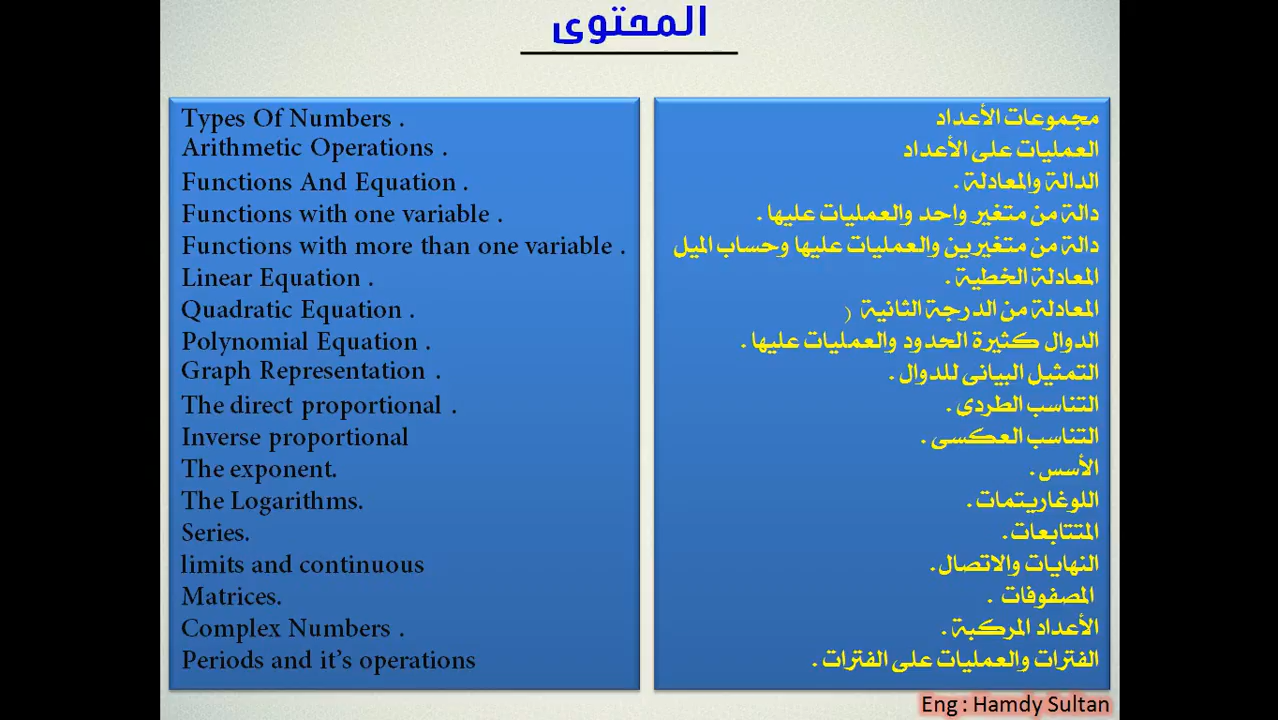 المحتوى
Types Of Numbers .
Arithmetic Operations .
Functions And Equation .
Functions with one variable .
Functions with more than one variable .
Linear Equation .
Quadratic Equation .
Polynomial Equation .
Graph Representation .
The direct proportional .
Inverse proportional
The exponent.
The Logarithms.
Series.
limits and continuous
Matrices.
Complex Numbers .
Periods and it’s operations
مجموعات الأعداد
العمليات على الأعداد
الدالة والمعادلة .
دالة من متغير واحد والعمليات عليها .
دالة من متغيرين والعمليات عليها وحساب الميل
المعادلة الخطية .
المعادلة من الدرجة الثانية (
الدوال كثيرة الحدود والعمليات عليها .
التمثيل البيانى للدوال .
التناسب الطردى .
التناسب العكسى .
الأسس .
اللوغاريتمات .
المتتابعات .
النهايات والاتصال .
المصفوفات .
الأعداد المركبة .
الفترات والعمليات على الفترات .
Eng : Hamdy Sultan